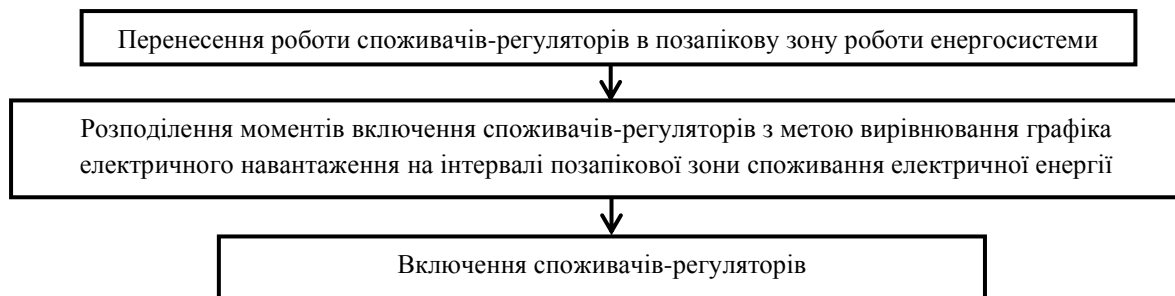 Перенесення роботи споживачів-регуляторів в позапікову зону роботи енергосистеми
Розподілення моментів включення споживачів-регуляторів з метою вирівнювання графіка
електричного навантаження на інтервалі позапікової зони споживання електричної енергії
Включення споживачів-регуляторів